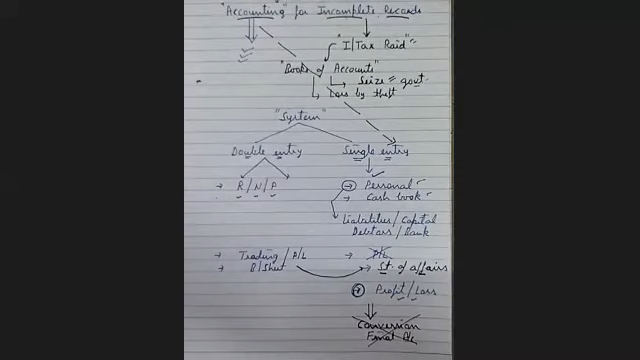 "Accounting" for Incomplete Records
"I/Tax Raid"
"Books of Accounts"
Seize = govt.
Loss by theft
"System"
Double entry Single entry
→ R/N/P → Personal
→ Cash book
Liabilities/Capital
Debtors/Bank
→ Trading/P/L → P/L
→ B/Sheet → St. of affairs
→ Profit/Loss
Conversion
Final A/c